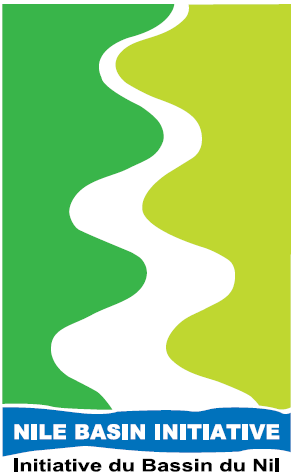 NILE BASIN INITIATIVE
Initiative du Bassin du Nil